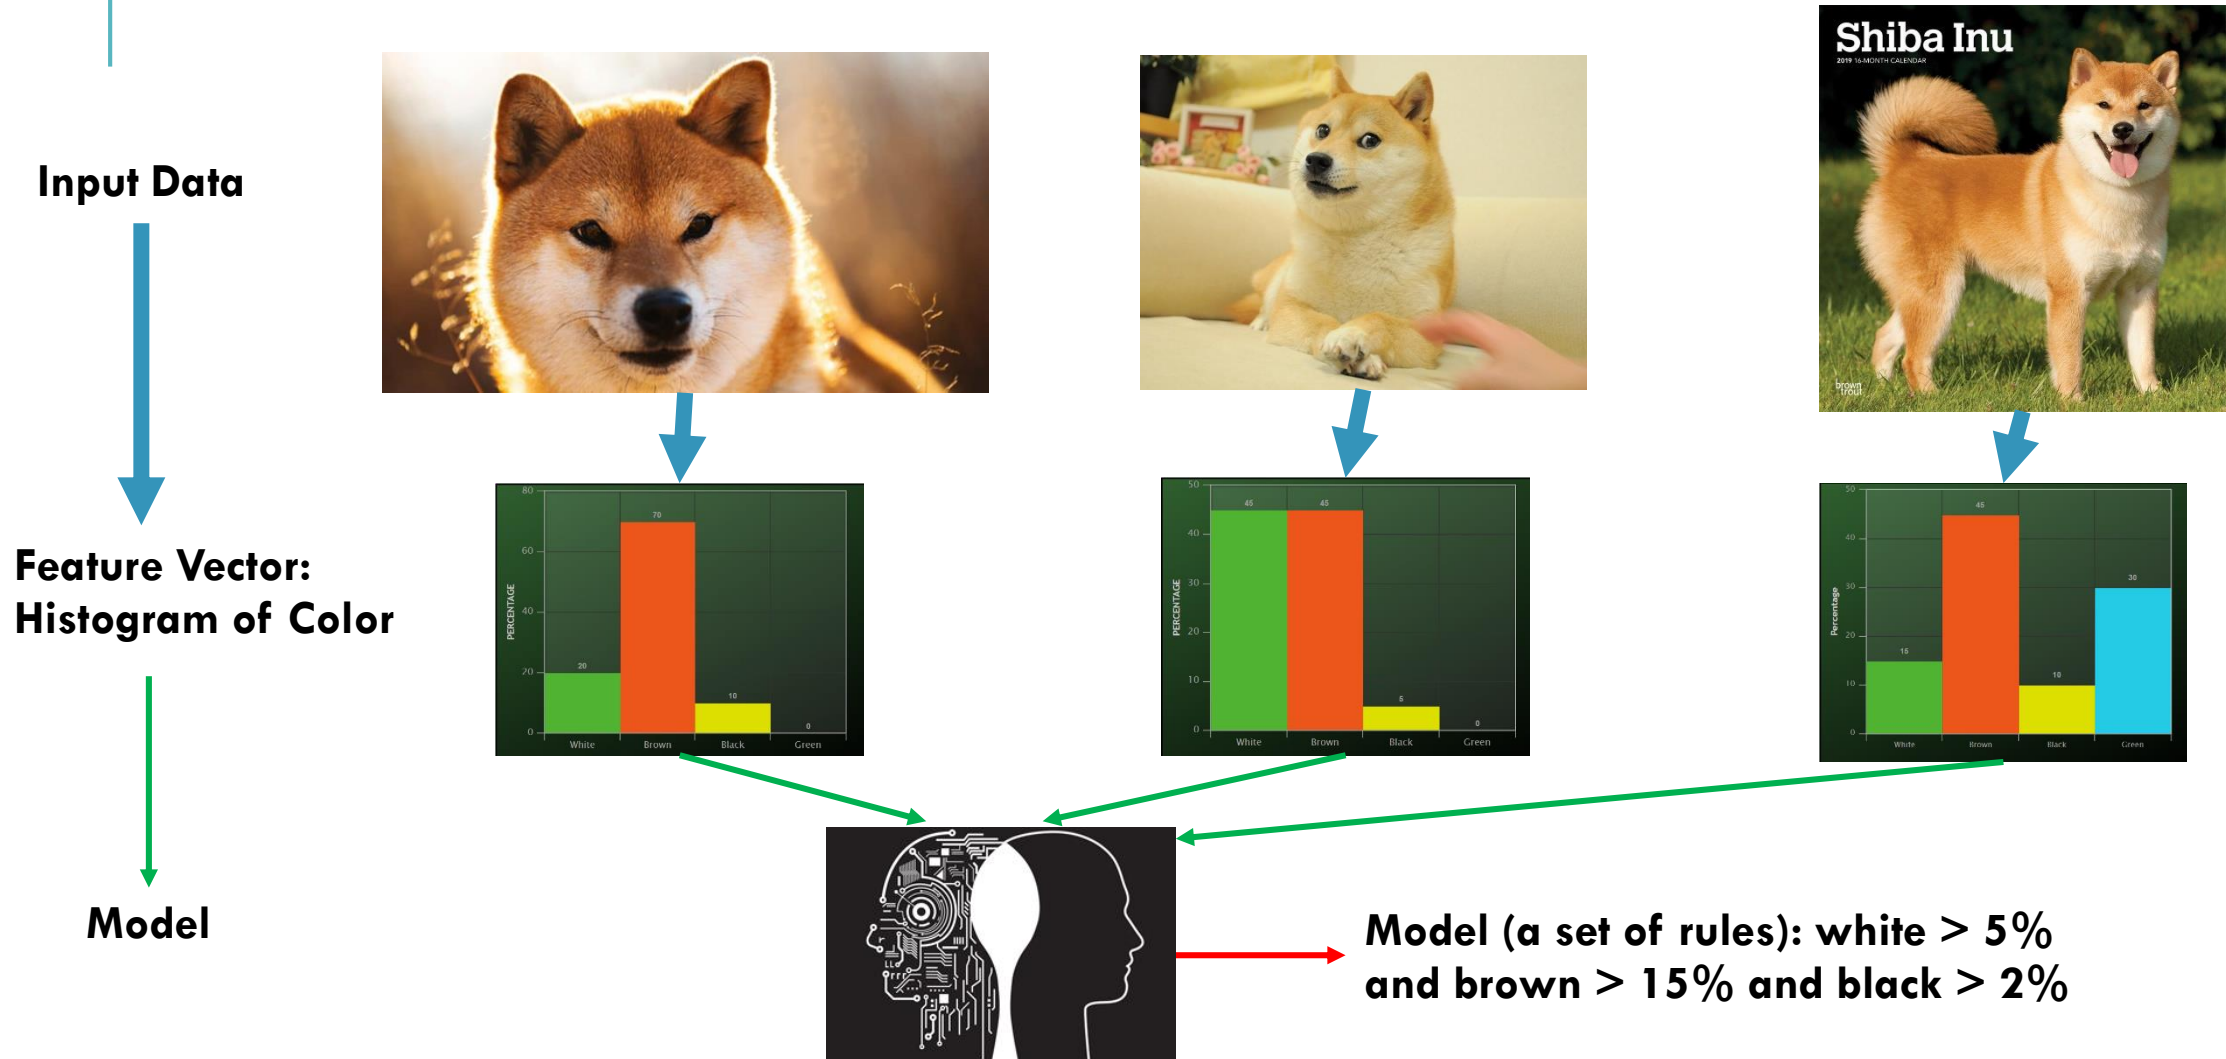 Shiba Inu
2019 16-MONTH CALENDAR
brown
trout
Input Data
Feature Vector:
Histogram of Color
Model
80
60
40
20
0
PERCENTAGE
20
70
10
0
White
Brown
Black
Green
50
40
30
20
10
0
PERCENTAGE
45
45
5
0
White
Brown
Black
Green
50
40
30
20
10
0
Percentage
15
45
10
30
White
Brown
Black
Green
Model (a set of rules): white > 5%
and brown > 15% and black > 2%